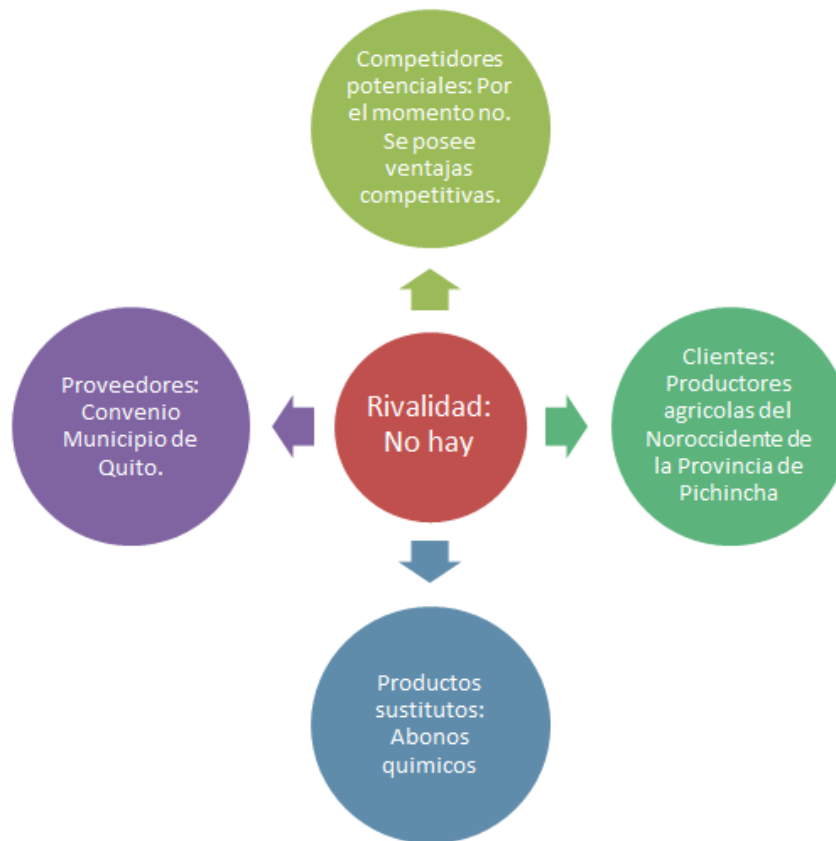 Competidores
potenciales: Por
el momento no.
Se posee
ventajas
competitivas.
Proveedores:
Convenio
Municipio de
Quito.
Rivalidad:
No hay
Clientes:
Productores
agricolas del
Noroccidente de
la Provincia de
Pichincha
Productos
sustitutos:
Abonos
quimicos